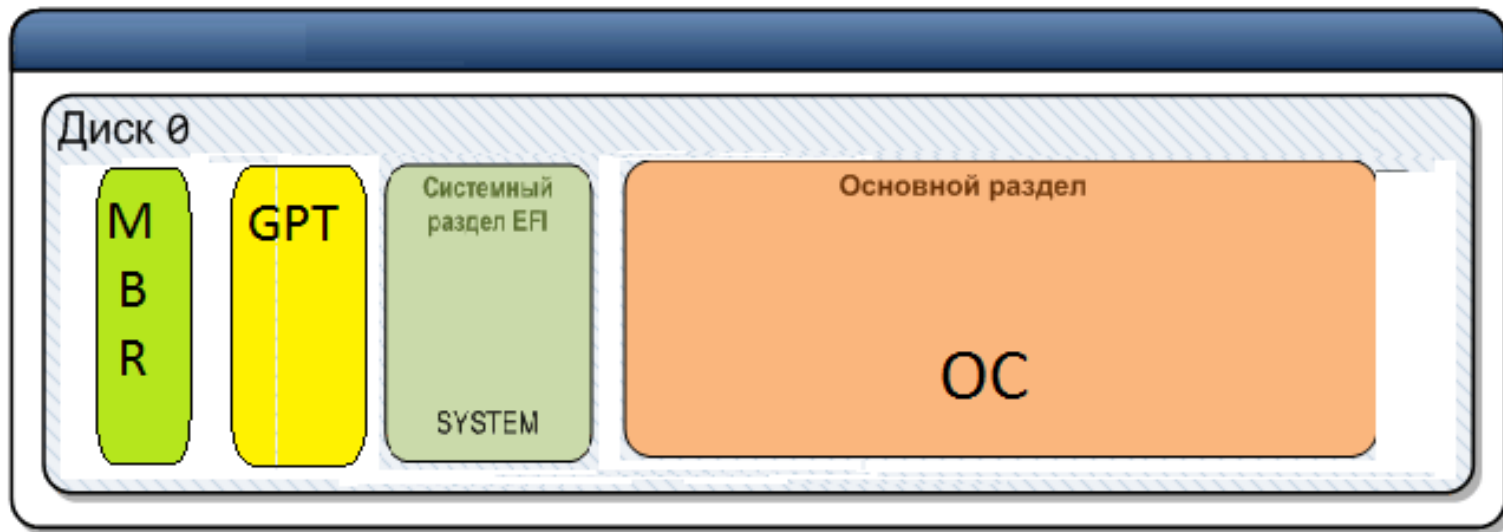 Диск 0
M
B
R
GPT
Системный
раздел EFI
SYSTEM
Основной раздел
ОС